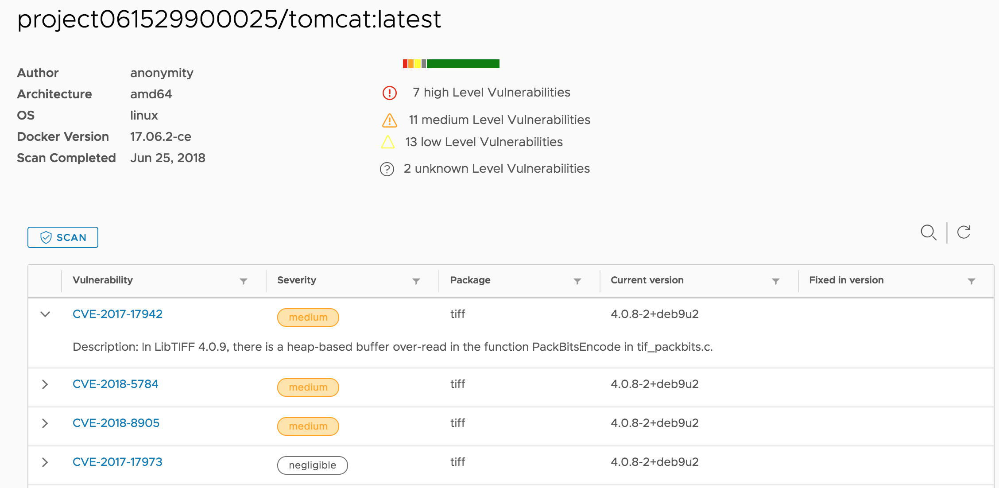 project061529900025/tomcat:latest
Author anonymity
Architecture amd64
OS linux
Docker Version 17.06.2-ce
Scan Completed Jun 25, 2018
7 high Level Vulnerabilities
11 medium Level Vulnerabilities
13 low Level Vulnerabilities
2 unknown Level Vulnerabilities
SCAN
Vulnerability Severity Package Current version Fixed in version
CVE-2017-17942 medium tiff 4.0.8-2+deb9u2
Description: In LibTIFF 4.0.9, there is a heap-based buffer over-read in the function PackBitsEncode in tif_packbits.c.
CVE-2018-5784 medium tiff 4.0.8-2+deb9u2
CVE-2018-8905 medium tiff 4.0.8-2+deb9u2
CVE-2017-17973 negligible tiff 4.0.8-2+deb9u2